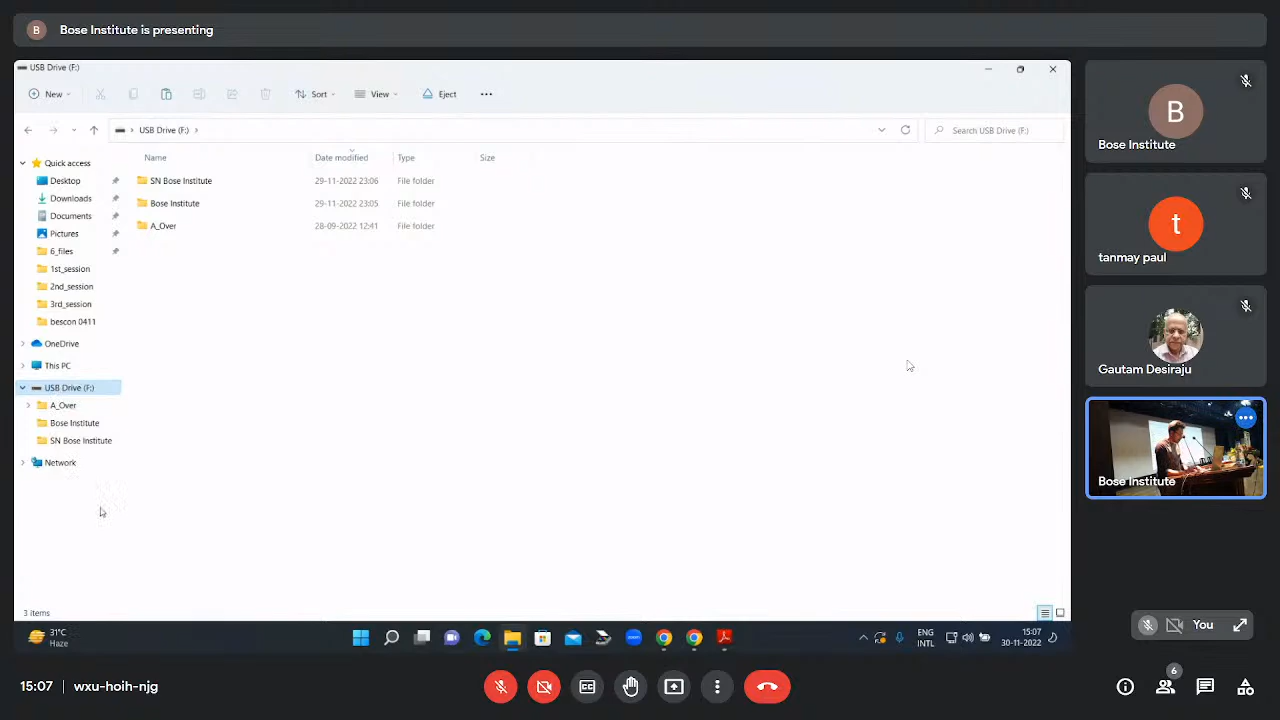 B Bose Institute is presenting
USB Drive (F:)
New
Sort
View
Eject
USB Drive (F:)
Search USB Drive (F:)
Name Date modified Type Size
SN Bose Institute 29-11-2022 23:06 File folder
Bose Institute 29-11-2022 23:05 File folder
A_Over 28-09-2022 12:41 File folder
Quick access
Desktop
Downloads
Documents
Pictures
6_files
1st_session
2nd_session
3rd_session
bescon 0411
OneDrive
This PC
USB Drive (F:)
A_Over
Bose Institute
SN Bose Institute
Network
3 items
31°C
Haze
zoom
ENG
INTL
15:07
30-11-2022
B
Bose Institute
t
tanmay paul
Gautam Desiraju
Bose Institute
You
15:07 | wxu-hoih-njg
6